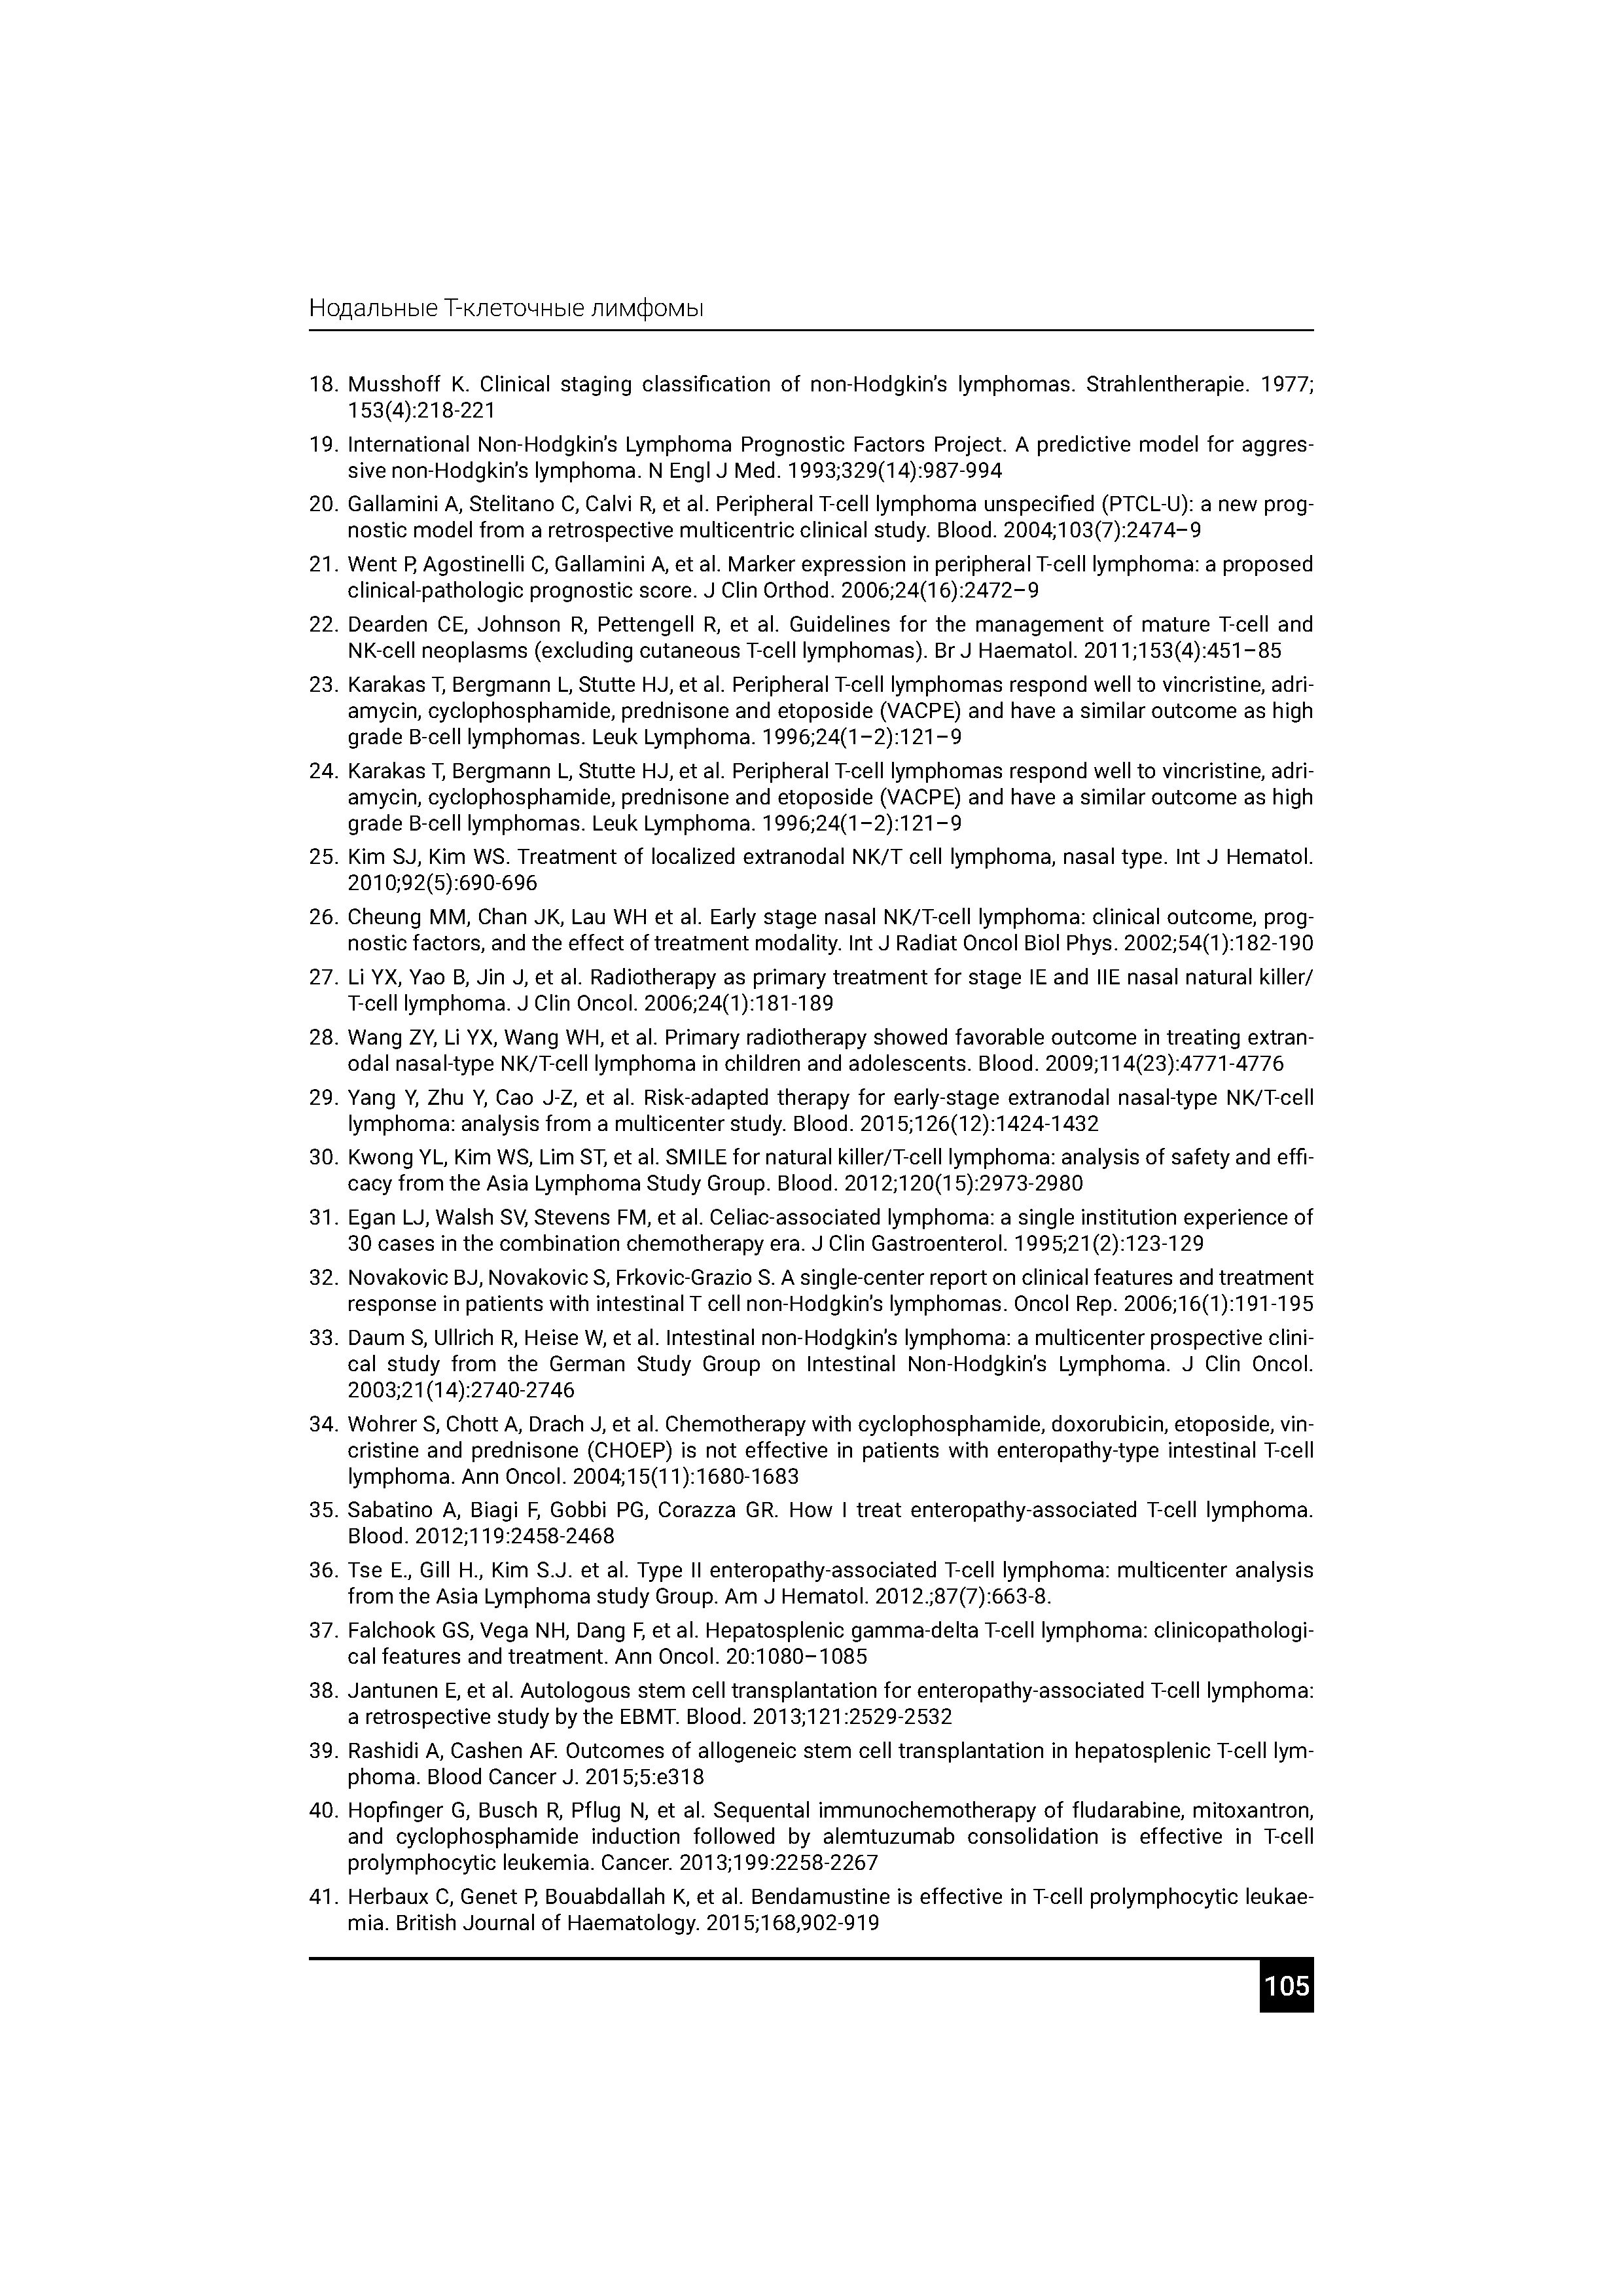 Нодальные Т-клеточные лимфомы
18. Musshoff K. Clinical staging classification of non-Hodgkin's lymphomas. Strahlentherapie. 1977;
153(4):218-221
19. International Non-Hodgkin's Lymphoma Prognostic Factors Project. A predictive model for aggres-
sive non-Hodgkin's lymphoma. N Engl J Med. 1993;329(14):987-994
20. Gallamini A, Stelitano C, Calvi R, et al. Peripheral T-cell lymphoma unspecified (PTCL-U): a new prog-
nostic model from a retrospective multicentric clinical study. Blood. 2004;103(7):2474–9
21. Went P, Agostinelli C, Gallamini A, et al. Marker expression in peripheral T-cell lymphoma: a proposed
clinical-pathologic prognostic score. J Clin Orthod. 2006;24(16):2472–9
22. Dearden CE, Johnson R, Pettengell R, et al. Guidelines for the management of mature T-cell and
NK-cell neoplasms (excluding cutaneous T-cell lymphomas). Br J Haematol. 2011;153(4):451–85
23. Karakas T, Bergmann L, Stutte HJ, et al. Peripheral T-cell lymphomas respond well to vincristine, adri-
amycin, cyclophosphamide, prednisone and etoposide (VACPE) and have a similar outcome as high
grade B-cell lymphomas. Leuk Lymphoma. 1996;24(1–2):121–9
24. Karakas T, Bergmann L, Stutte HJ, et al. Peripheral T-cell lymphomas respond well to vincristine, adri-
amycin, cyclophosphamide, prednisone and etoposide (VACPE) and have a similar outcome as high
grade B-cell lymphomas. Leuk Lymphoma. 1996;24(1–2):121–9
25. Kim SJ, Kim WS. Treatment of localized extranodal NK/T cell lymphoma, nasal type. Int J Hematol.
2010;92(5):690-696
26. Cheung MM, Chan JK, Lau WH et al. Early stage nasal NK/T-cell lymphoma: clinical outcome, prog-
nostic factors, and the effect of treatment modality. Int J Radiat Oncol Biol Phys. 2002;54(1):182-190
27. Li YX, Yao B, Jin J, et al. Radiotherapy as primary treatment for stage IE and IIE nasal natural killer/
T-cell lymphoma. J Clin Oncol. 2006;24(1):181-189
28. Wang ZY, Li YX, Wang WH, et al. Primary radiotherapy showed favorable outcome in treating extran-
odal nasal-type NK/T-cell lymphoma in children and adolescents. Blood. 2009;114(23):4771-4776
29. Yang Y, Zhu Y, Cao J-Z, et al. Risk-adapted therapy for early-stage extranodal nasal-type NK/T-cell
lymphoma: analysis from a multicenter study. Blood. 2015;126(12):1424-1432
30. Kwong YL, Kim WS, Lim ST, et al. SMILE for natural killer/T-cell lymphoma: analysis of safety and effi-
cacy from the Asia Lymphoma Study Group. Blood. 2012;120(15):2973-2980
31. Egan LJ, Walsh SV, Stevens FM, et al. Celiac-associated lymphoma: a single institution experience of
30 cases in the combination chemotherapy era. J Clin Gastroenterol. 1995;21(2):123-129
32. Novakovic BJ, Novakovic S, Frkovic-Grazio S. A single-center report on clinical features and treatment
response in patients with intestinal T cell non-Hodgkin's lymphomas. Oncol Rep. 2006;16(1):191-195
33. Daum S, Ullrich R, Heise W, et al. Intestinal non-Hodgkin's lymphoma: a multicenter prospective clini-
cal study from the German Study Group on Intestinal Non-Hodgkin's Lymphoma. J Clin Oncol.
2003;21(14):2740-2746
34. Wohrer S, Chott A, Drach J, et al. Chemotherapy with cyclophosphamide, doxorubicin, etoposide, vin-
cristine and prednisone (CHOEP) is not effective in patients with enteropathy-type intestinal T-cell
lymphoma. Ann Oncol. 2004;15(11):1680-1683
35. Sabatino A, Biagi F, Gobbi PG, Corazza GR. How I treat enteropathy-associated T-cell lymphoma.
Blood. 2012;119:2458-2468
36. Tse E., Gill H., Kim S.J. et al. Type II enteropathy-associated T-cell lymphoma: multicenter analysis
from the Asia Lymphoma study Group. Am J Hematol. 2012.;87(7):663-8.
37. Falchook GS, Vega NH, Dang F, et al. Hepatosplenic gamma-delta T-cell lymphoma: clinicopathologi-
cal features and treatment. Ann Oncol. 20:1080–1085
38. Jantunen E, et al. Autologous stem cell transplantation for enteropathy-associated T-cell lymphoma:
a retrospective study by the EBMT. Blood. 2013;121:2529-2532
39. Rashidi A, Cashen AF. Outcomes of allogeneic stem cell transplantation in hepatosplenic T-cell lym-
phoma. Blood Cancer J. 2015;5:e318
40. Hopfinger G, Busch R, Pflug N, et al. Sequental immunochemotherapy of fludarabine, mitoxantron,
and cyclophosphamide induction followed by alemtuzumab consolidation is effective in T-cell
prolymphocytic leukemia. Cancer. 2013;199:2258-2267
41. Herbaux C, Genet P, Bouabdallah K, et al. Bendamustine is effective in T-cell prolymphocytic leukae-
mia. British Journal of Haematology. 2015;168,902-919
105